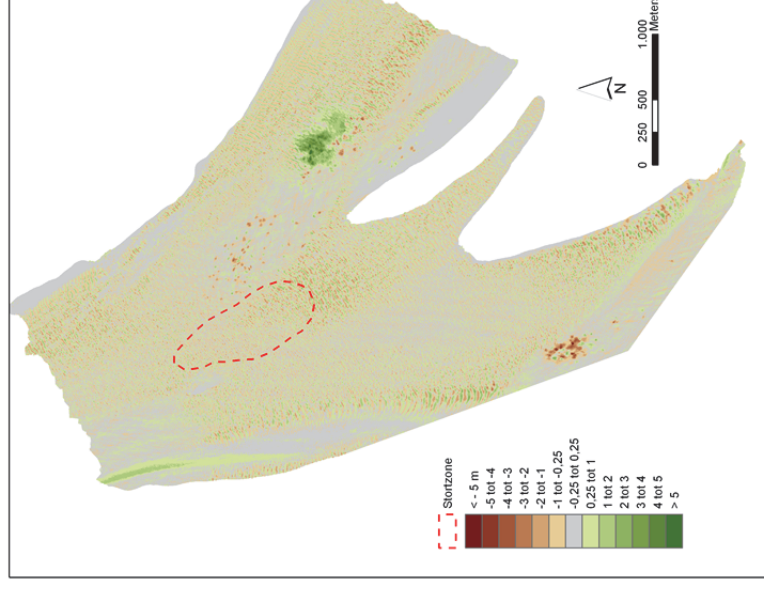 Stortzone
< - 5 m
-5 tot -4
-4 tot -3
-3 tot -2
-2 tot -1
-1 tot -0,25
-0,25 tot 0,25
0,25 tot 1
1 tot 2
2 tot 3
3 tot 4
4 tot 5
> 5
N
0 250 500 1.000
Meters